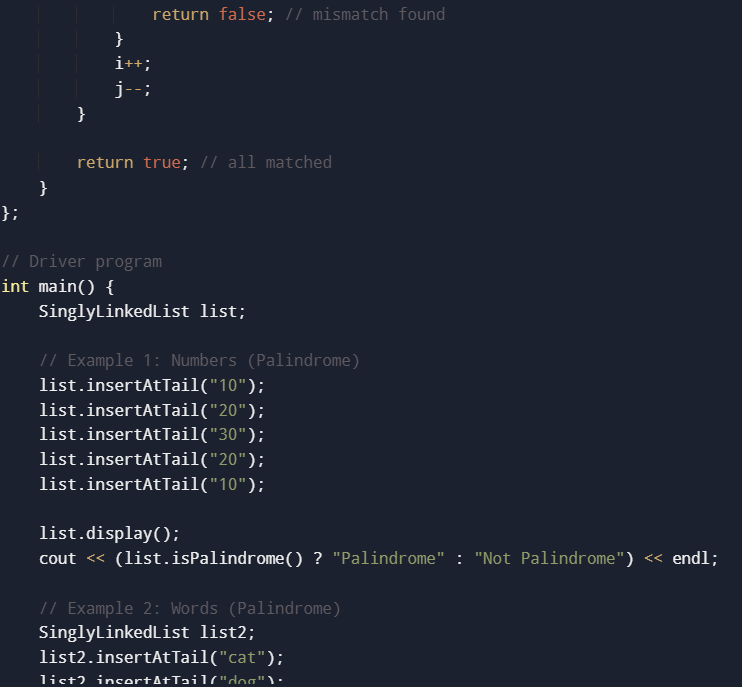 return false; // mismatch found
}
i++;
j--;
}
return true; // all matched
}
};
// Driver program
int main() {
SinglyLinkedList list;
// Example 1: Numbers (Palindrome)
list.insertAtTail("10");
list.insertAtTail("20");
list.insertAtTail("30");
list.insertAtTail("20");
list.insertAtTail("10");
list.display();
cout << (list.isPalindrome() ? "Palindrome" : "Not Palindrome") << endl;
// Example 2: Words (Palindrome)
SinglyLinkedList list2;
list2.insertAtTail("cat");
list2.insertAtTail("dog");